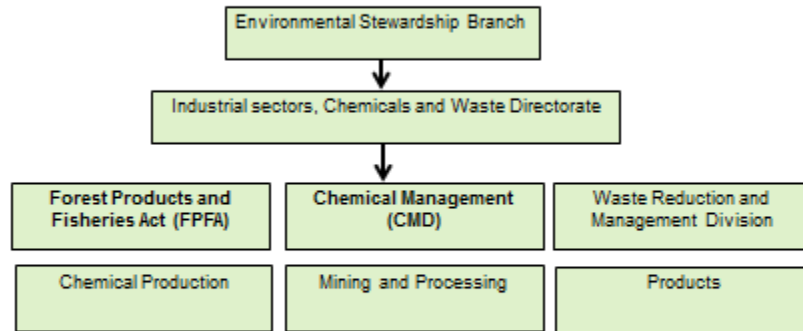 Environmental Stewardship Branch
Industrial sectors, Chemicals and Waste Directorate
Forest Products and
Fisheries Act (FPFA)
Chemical Management
(CMD)
Waste Reduction and
Management Division
Chemical Production
Mining and Processing
Products